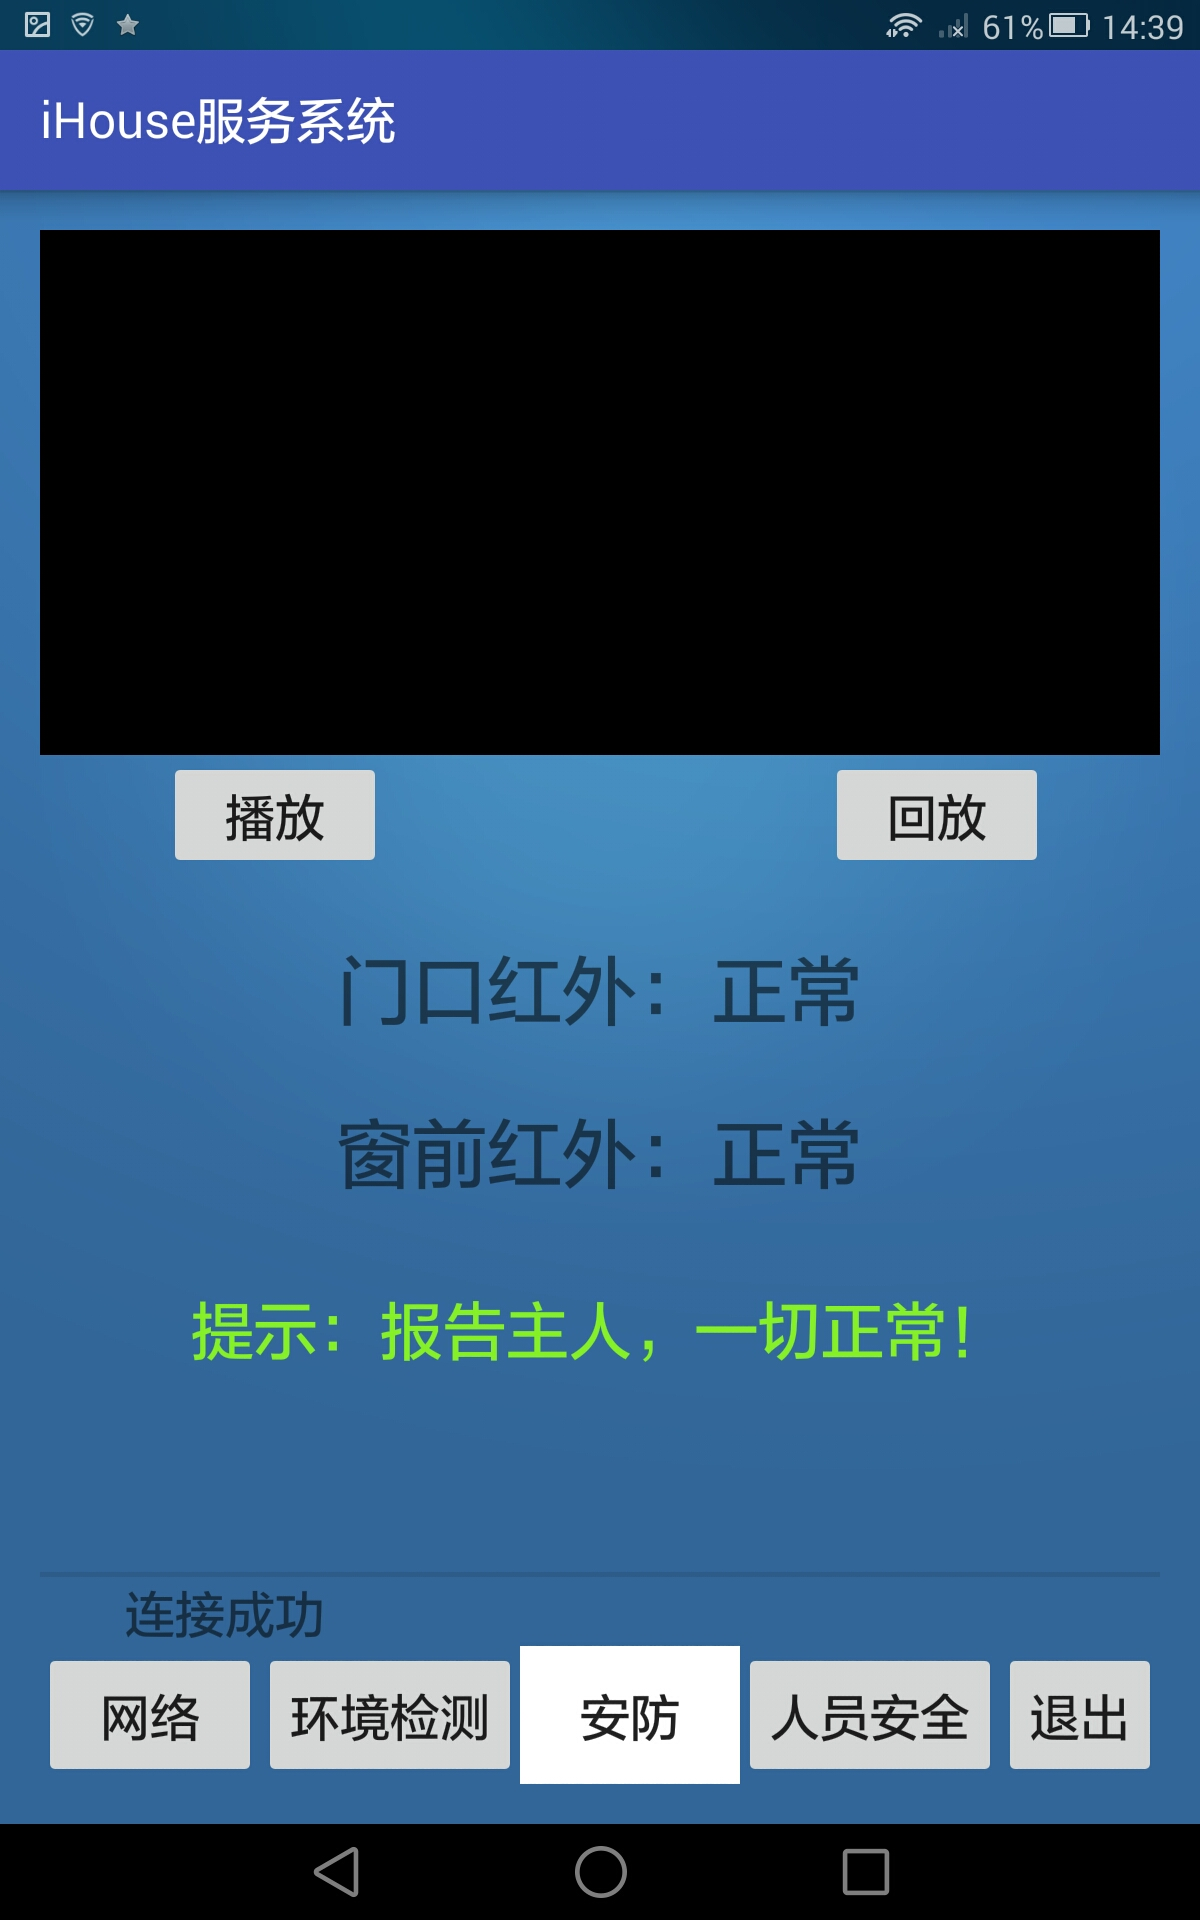 61% 14:39
iHouse服务系统
播放 回放
门口红外：正常
窗前红外：正常
提示：报告主人，一切正常！
连接成功
网络 环境检测 安防 人员安全 退出